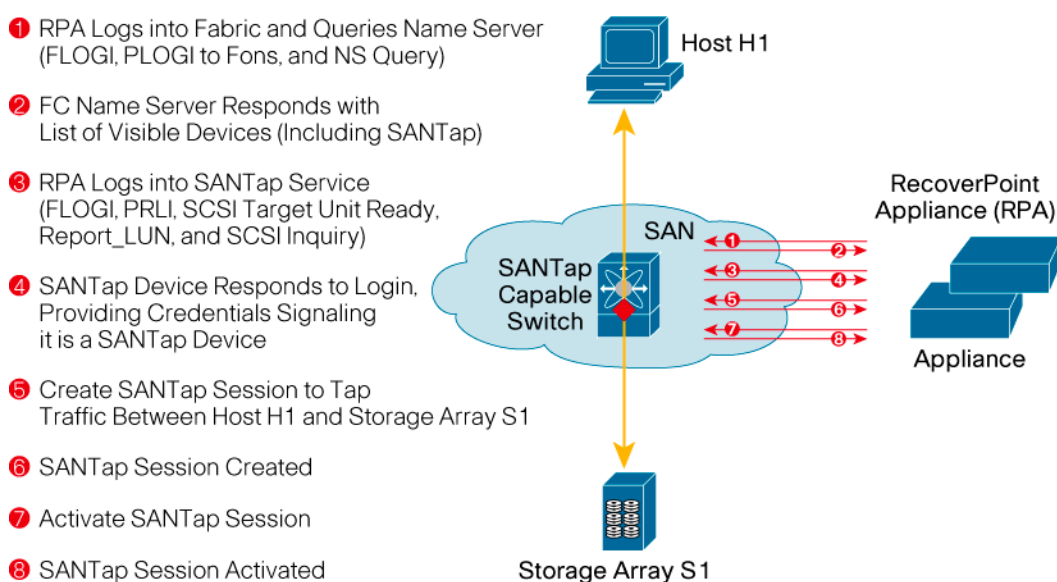 1 RPA Logs into Fabric and Queries Name Server
(FLOGI, PLOGI to Fons, and NS Query)
2 FC Name Server Responds with
List of Visible Devices (Including SANTap)
3 RPA Logs into SANTap Service
(FLOGI, PRLI, SCSI Target Unit Ready,
Report_LUN, and SCSI Inquiry)
4 SANTap Device Responds to Login,
Providing Credentials Signaling
it is a SANTap Device
5 Create SANTap Session to Tap
Traffic Between Host H1 and Storage Array S1
6 SANTap Session Created
7 Activate SANTap Session
8 SANTap Session Activated
Host H1
SAN
SANTap
Capable
Switch
1
2
3
4
5
6
7
8
RecoverPoint
Appliance (RPA)
Appliance
Storage Array S1